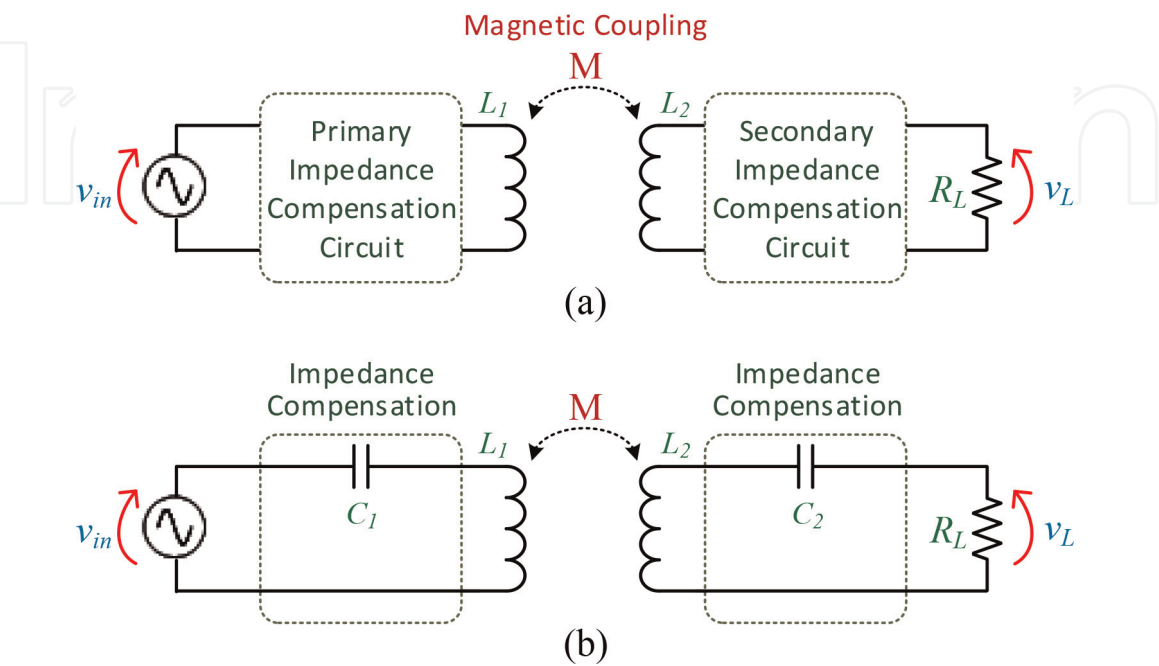 Magnetic Coupling
M
L1 L2
Primary Impedance Compensation Circuit
Secondary Impedance Compensation Circuit
vin
RL vL
(a)
Impedance Compensation
Impedance Compensation
M
L1 L2
C1 C2
vin
RL vL
(b)